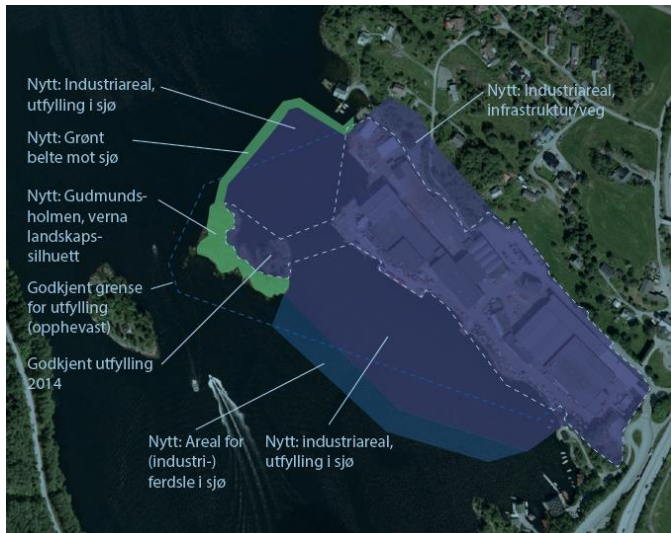 Nytt: Industriareal,
utfylling i sjø
Nytt: Grønt
belte mot sjø
Nytt: Gudmunds-
holmen, verna
landskaps-
silhuett
Godkjent grense
for utfylling
(opphevast)
Godkjent utfylling
2014
Nytt: Areal for
(industri-)
ferdsle i sjø
Nytt: industriareal,
utfylling i sjø
Nytt: Industriareal,
infrastruktur/veg